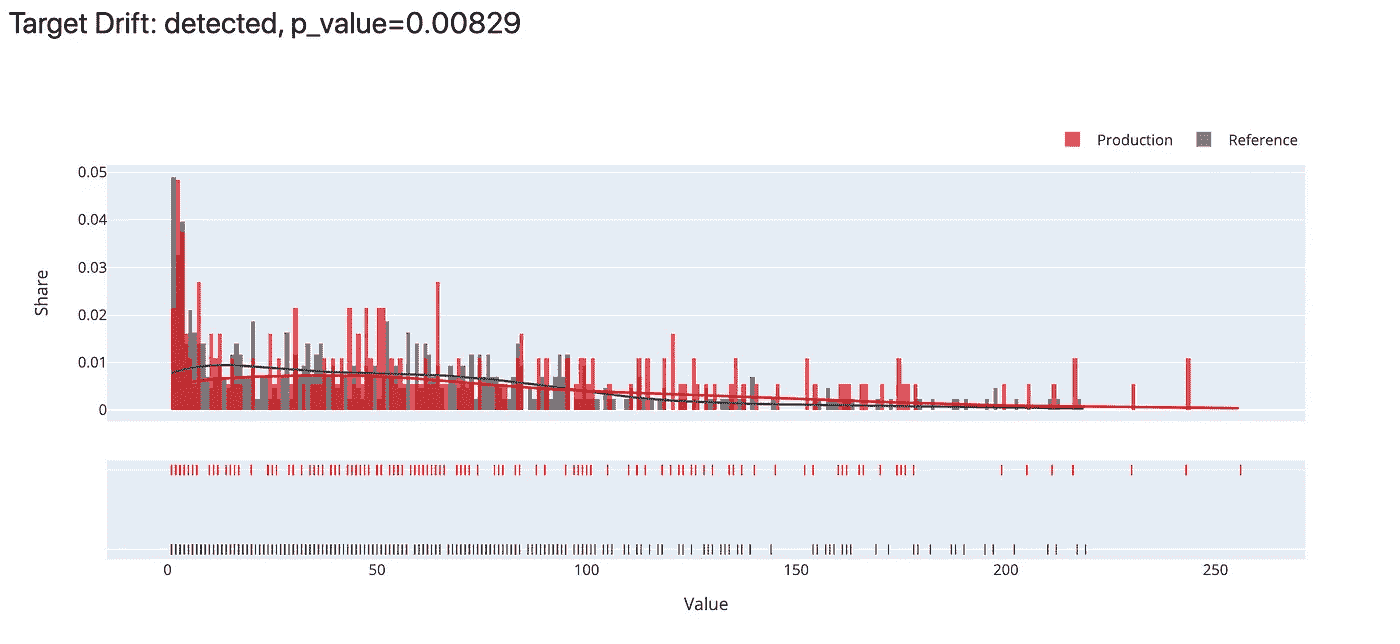 Target Drift: detected, p_value=0.00829
Production Reference
0.05
0.04
0.03
0.02
0.01
0
Share
0 50 100 150 200 250
Value